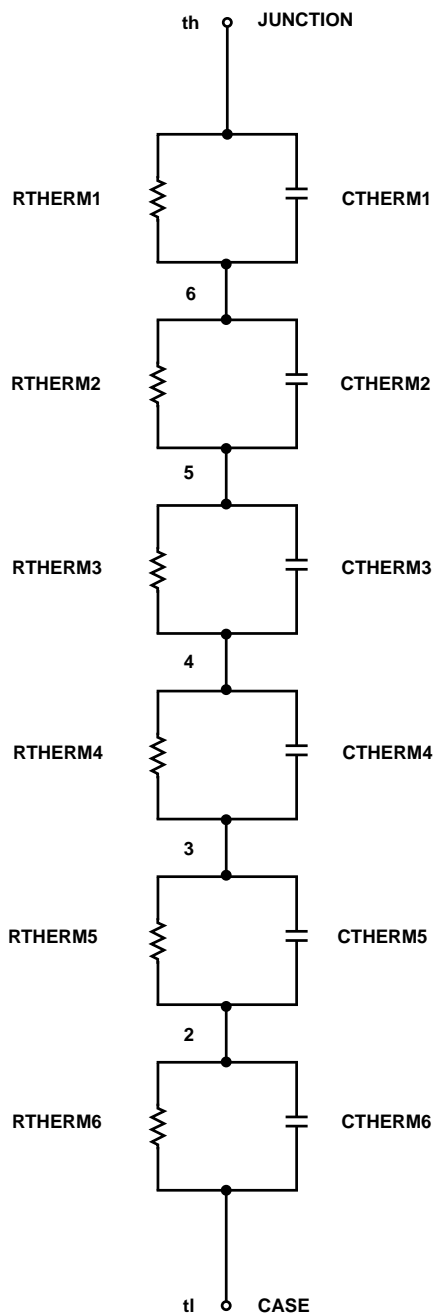 th JUNCTION
RTHERM1 CTHERM1
6
RTHERM2 CTHERM2
5
RTHERM3 CTHERM3
4
RTHERM4 CTHERM4
3
RTHERM5 CTHERM5
2
RTHERM6 CTHERM6
tl CASE